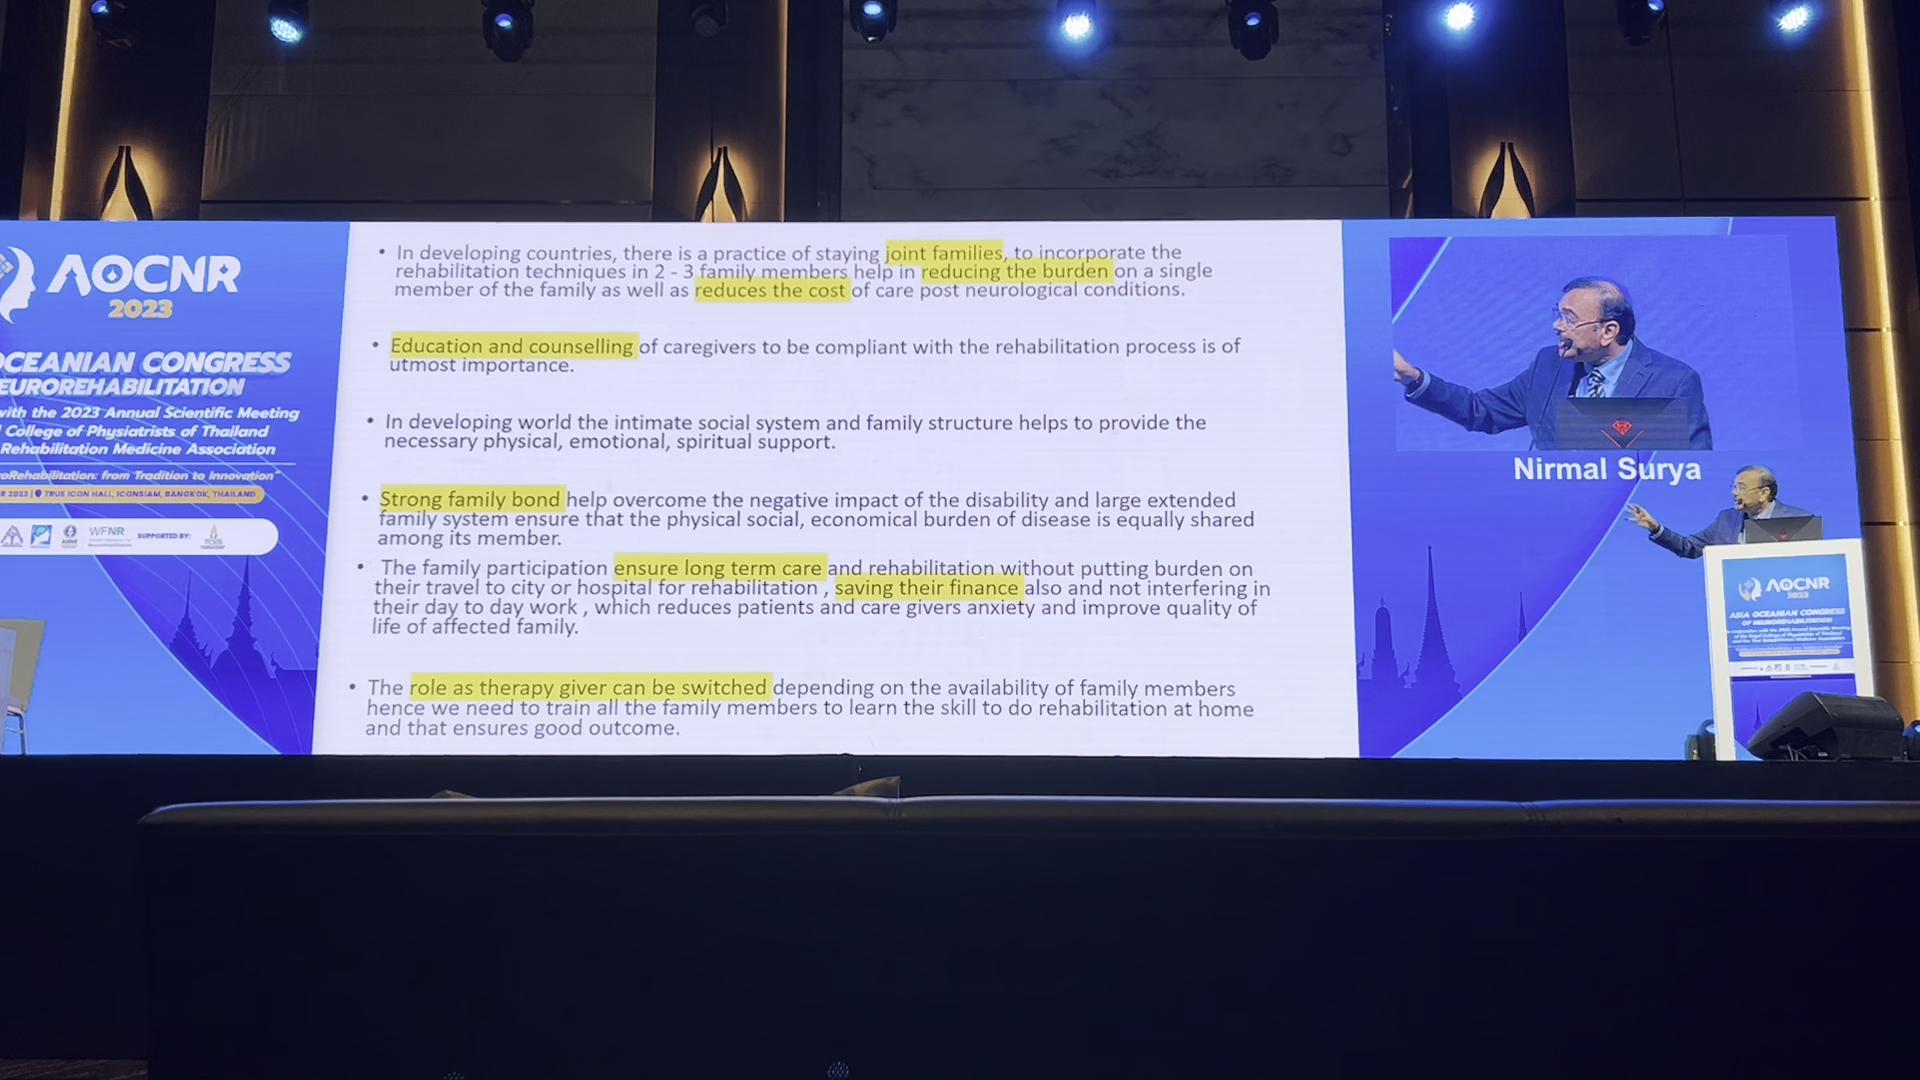 AOCNR
2023
OCEANIAN CONGRESS
EUROREHABILITATION
with the 2023 Annual Scientific Meeting
College of Physiatrists of Thailand
Rehabilitation Medicine Association
Rehabilitation: from Tradition to Innovation"
2023 | TRUE ICON HALL, ICONSIAM, BANGKOK, THAILAND
WFNR
SUPPORTED BY:
• In developing countries, there is a practice of staying joint families, to incorporate the
rehabilitation techniques in 2 - 3 family members help in reducing the burden on a single
member of the family as well as reduces the cost of care post neurological conditions.
• Education and counselling of caregivers to be compliant with the rehabilitation process is of
utmost importance.
• In developing world the intimate social system and family structure helps to provide the
necessary physical, emotional, spiritual support.
• Strong family bond help overcome the negative impact of the disability and large extended
family system ensure that the physical social, economical burden of disease is equally shared
among its member.
• The family participation ensure long term care and rehabilitation without putting burden on
their travel to city or hospital for rehabilitation , saving their finance also and not interfering in
their day to day work , which reduces patients and care givers anxiety and improve quality of
life of affected family.
• The role as therapy giver can be switched depending on the availability of family members
hence we need to train all the family members to learn the skill to do rehabilitation at home
and that ensures good outcome.
Nirmal Surya
AOCNR
2023
ASIA OCEANIAN CONGRESS
OF NEUROREHABILITATION